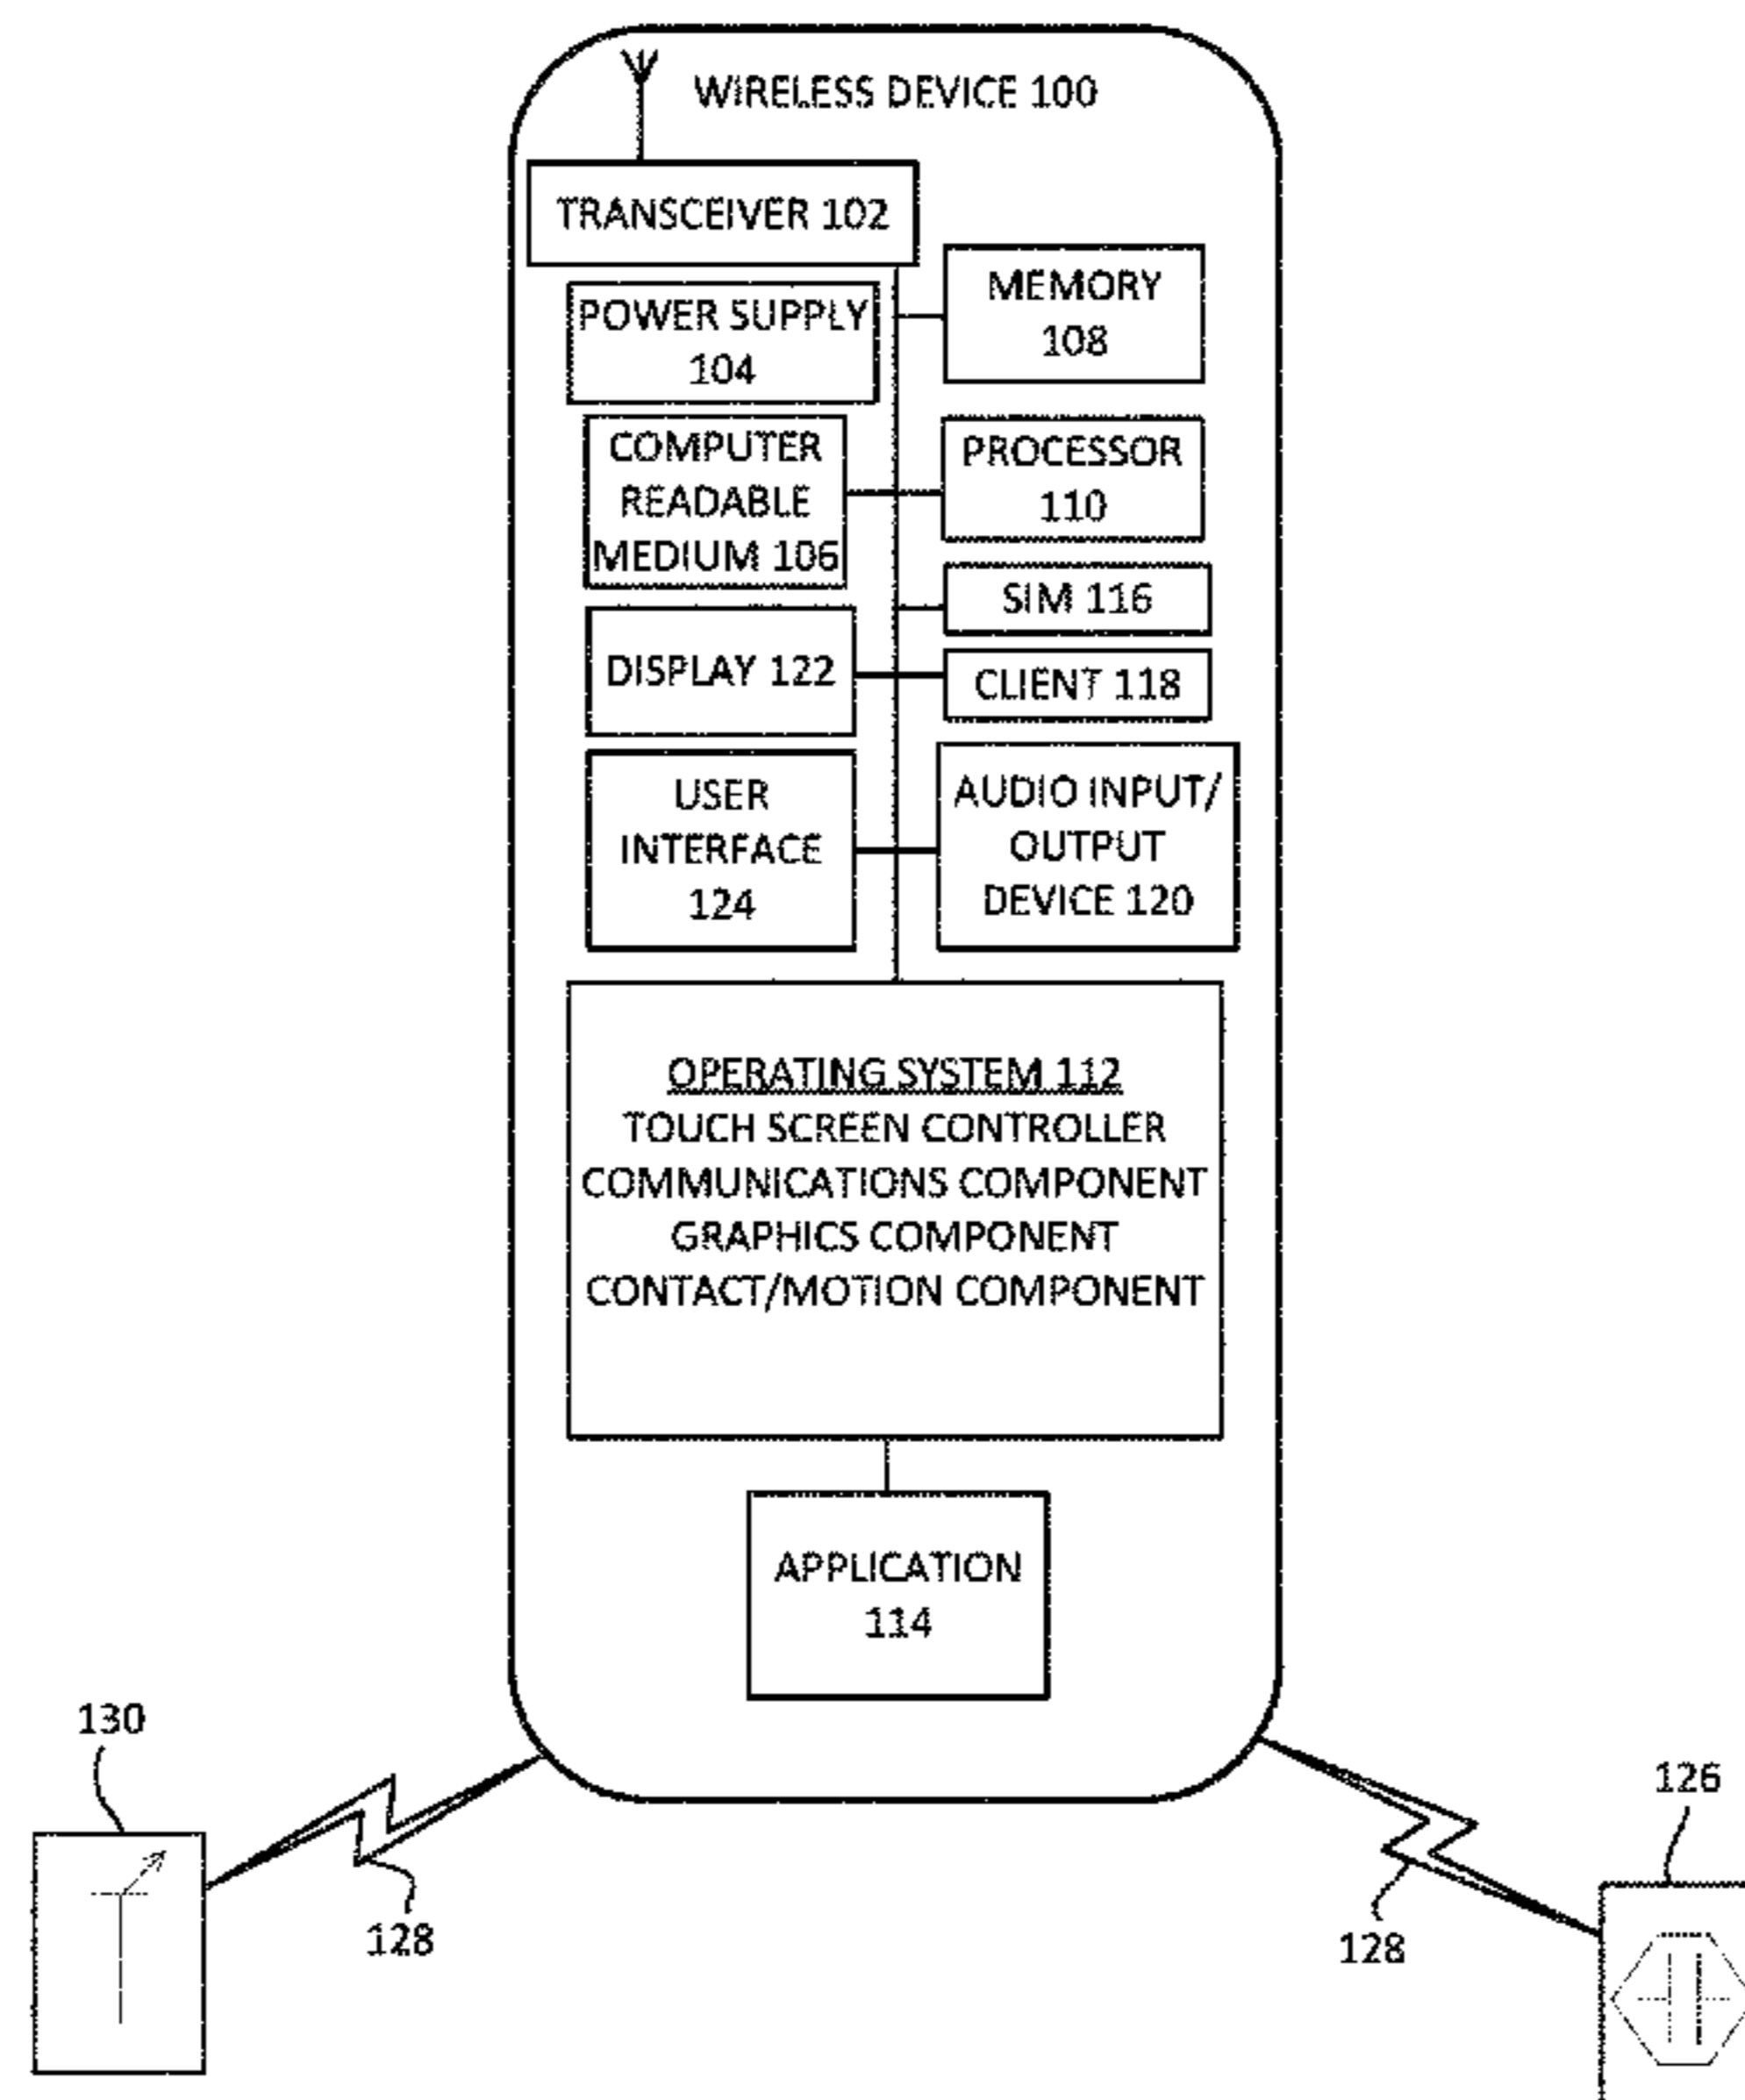 WIRELESS DEVICE 100
TRANSCEIVER 102
POWER SUPPLY
104
MEMORY
108
COMPUTER
READABLE
MEDIUM 106
PROCESSOR
110
SIM 116
DISPLAY 122
CLIENT 118
USER
INTERFACE
124
AUDIO INPUT/
OUTPUT
DEVICE 120
OPERATING SYSTEM 112
TOUCH SCREEN CONTROLLER
COMMUNICATIONS COMPONENT
GRAPHICS COMPONENT
CONTACT/MOTION COMPONENT
APPLICATION
114
130
128
128
126